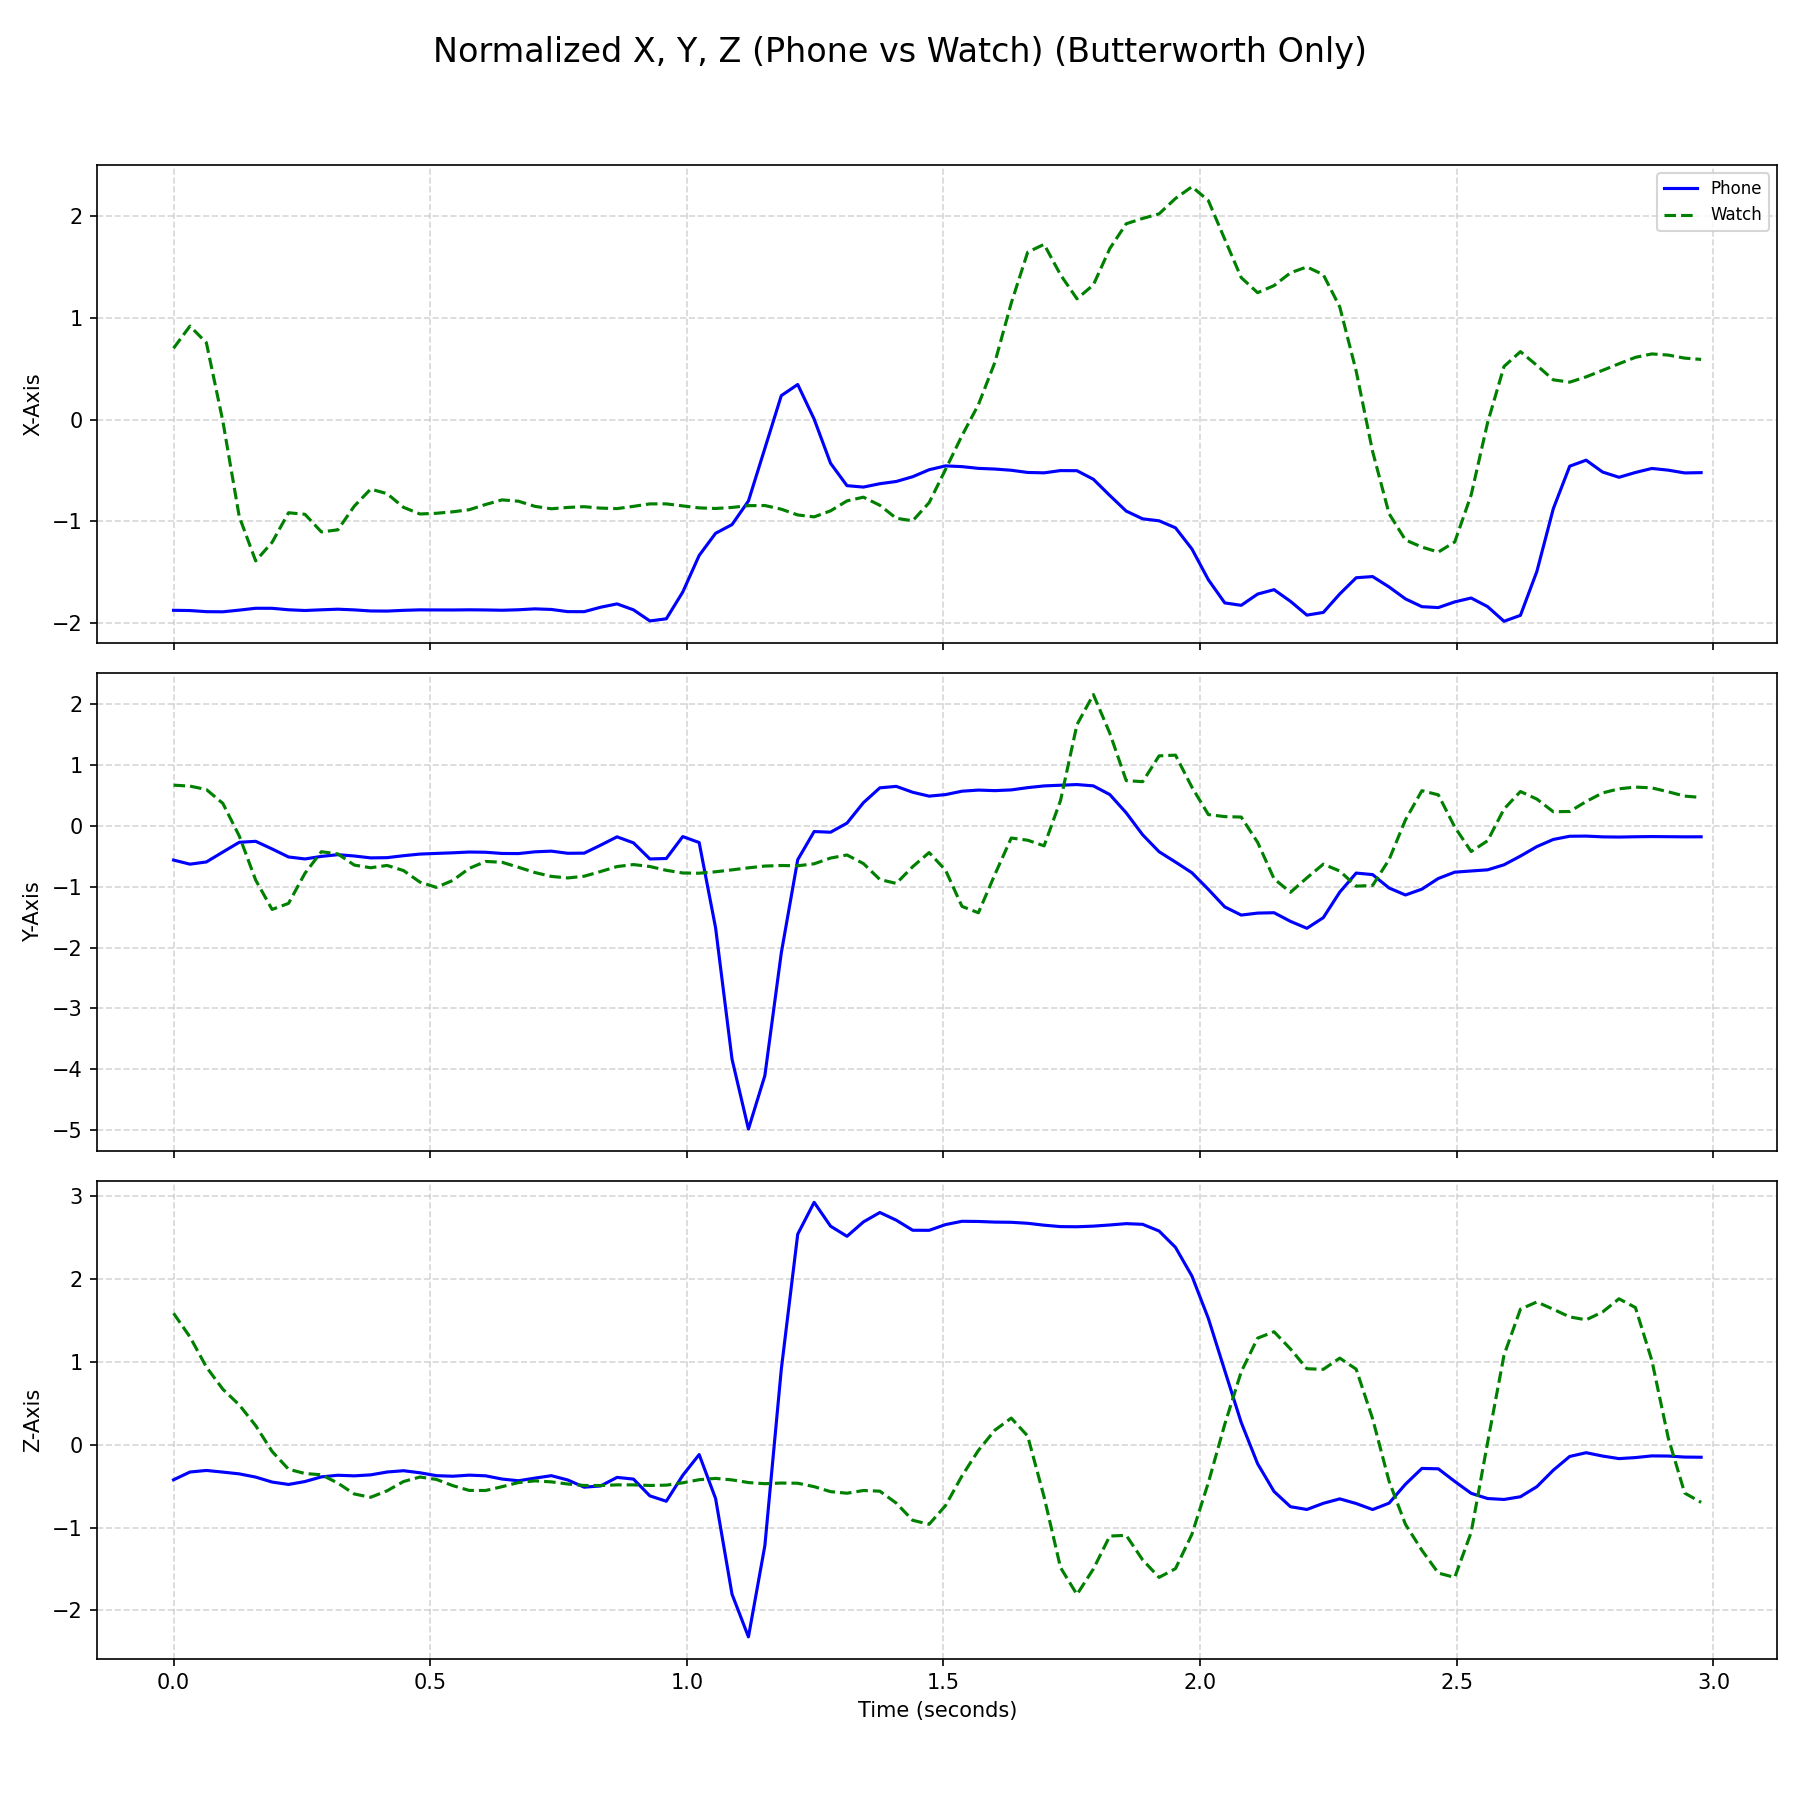 Normalized X, Y, Z (Phone vs Watch) (Butterworth Only)
Phone
Watch
X-Axis
2
1
0
−1
−2
Y-Axis
2
1
0
−1
−2
−3
−4
−5
Z-Axis
3
2
1
0
−1
−2
0.0 0.5 1.0 1.5 2.0 2.5 3.0
Time (seconds)